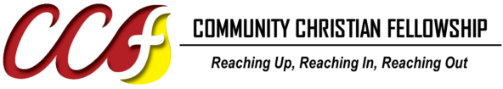 CCf
COMMUNITY CHRISTIAN FELLOWSHIP
Reaching Up, Reaching In, Reaching Out